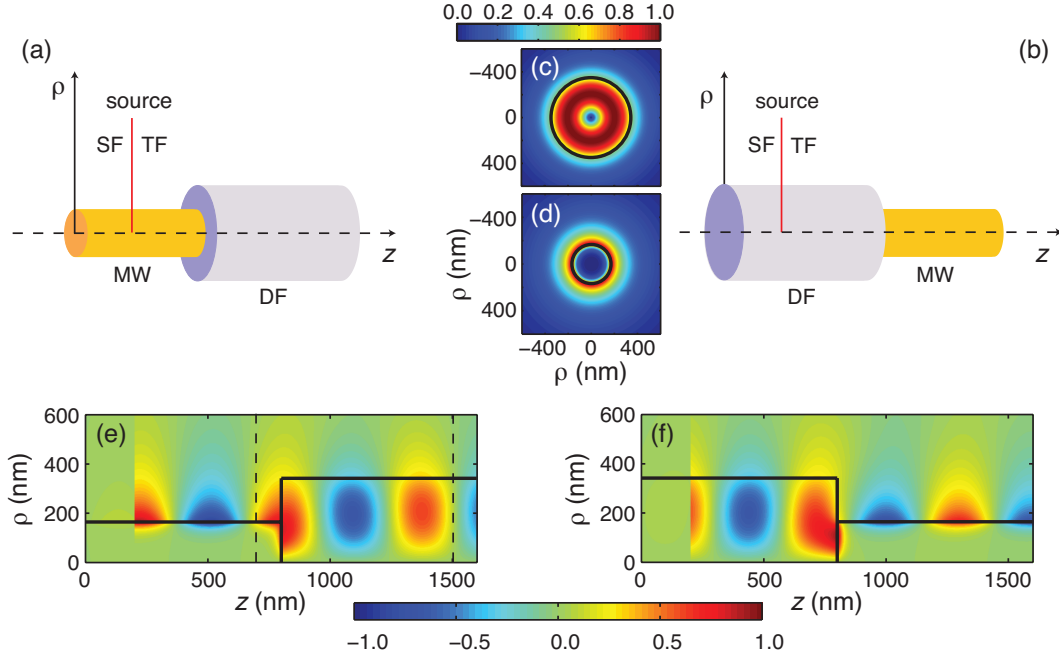 0.0 0.2 0.4 0.6 0.8 1.0
(a)
ρ
source
SF TF
z
MW
DF
(c)
−400
0
400
(d)
−400
0
400
ρ (nm)
−400 0 400
ρ (nm)
(b)
ρ
source
SF TF
z
DF
MW
(e)
600
400
200
0
ρ (nm)
0 500 1000 1500
z (nm)
(f)
600
400
200
0
ρ (nm)
0 500 1000 1500
z (nm)
−1.0 −0.5 0.0 0.5 1.0